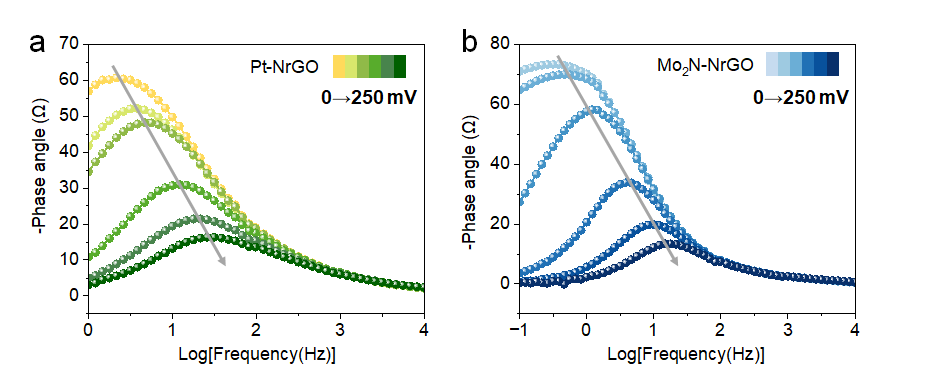 a
Pt-NrGO
0→250 mV
-Phase angle (Ω)
70
60
50
40
30
20
10
0
0
1
2
3
4
Log[Frequency(Hz)]
b
Mo₂N-NrGO
0→250 mV
-Phase angle (Ω)
80
60
40
20
0
−1
0
1
2
3
4
Log[Frequency(Hz)]